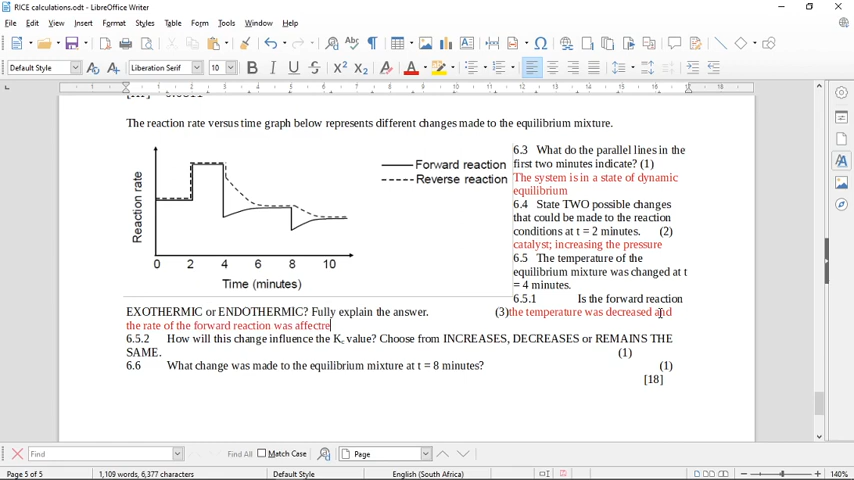 RICE calculations.odt - LibreOffice Writer
File Edit View Insert Format Styles Table Form Tools Window Help
Default Style Liberation Serif 10
The reaction rate versus time graph below represents different changes made to the equilibrium mixture.
Reaction rate
Forward reaction
Reverse reaction
0 2 4 6 8 10
Time (minutes)
6.3 What do the parallel lines in the
first two minutes indicate? (1)
The system is in a state of dynamic
equilibrium
6.4 State TWO possible changes
that could be made to the reaction
conditions at t = 2 minutes. (2)
catalyst; increasing the pressure
6.5 The temperature of the
equilibrium mixture was changed at t
= 4 minutes.
6.5.1 Is the forward reaction
EXOTHERMIC or ENDOTHERMIC? Fully explain the answer. (3)the temperature was decreased and
the rate of the forward reaction was affectre
6.5.2 How will this change influence the Kc value? Choose from INCREASES, DECREASES or REMAINS THE
SAME. (1)
6.6 What change was made to the equilibrium mixture at t = 8 minutes? (1)
[18]
Find Find All Match Case Page
Page 5 of 5 1,109 words, 6,377 characters Default Style English (South Africa) 140%